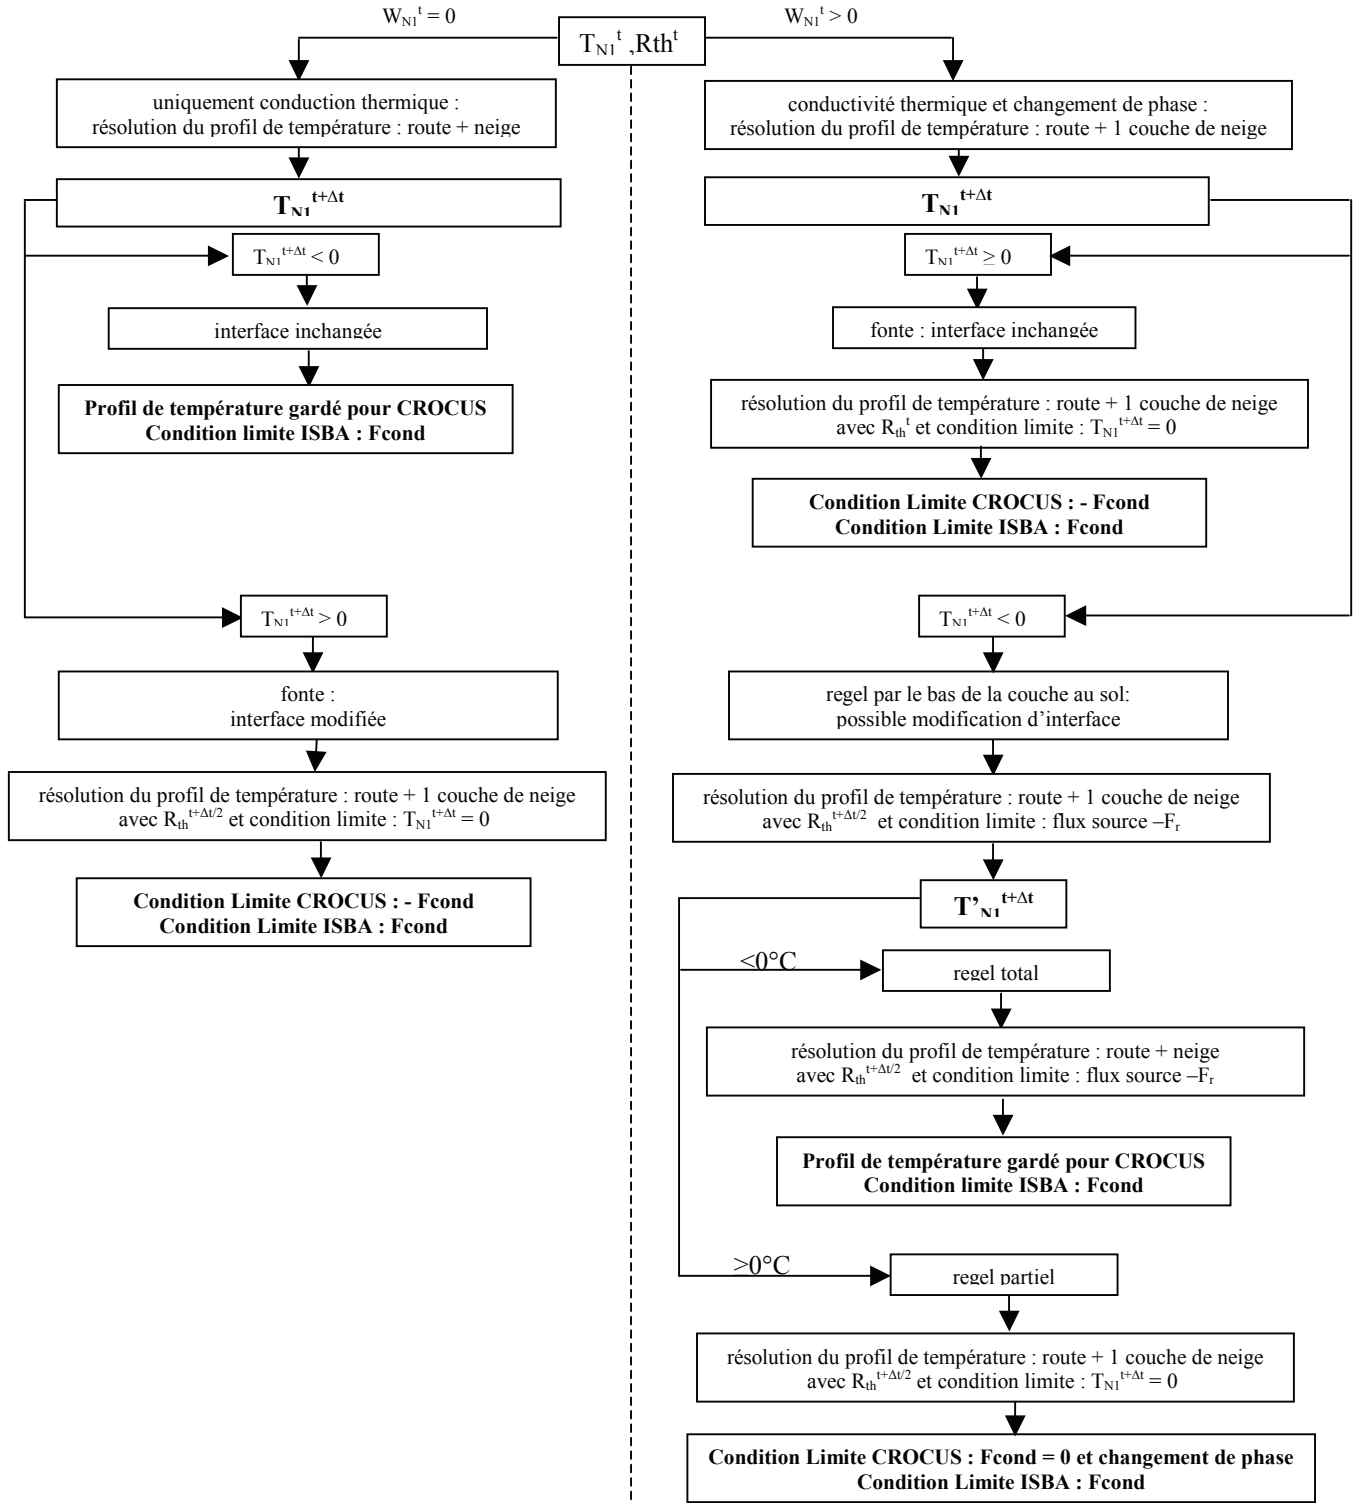 W_N1^t = 0
W_N1^t > 0
T_N1^t ,Rth^t
uniquement conduction thermique :
résolution du profil de température : route + neige
T_N1^t+Δt
T_N1^t+Δt < 0
interface inchangée
Profil de température gardé pour CROCUS
Condition limite ISBA : Fcond
T_N1^t+Δt > 0
fonte :
interface modifiée
résolution du profil de température : route + 1 couche de neige
avec R_th^t+Δt/2 et condition limite : T_N1^t+Δt = 0
Condition Limite CROCUS : - Fcond
Condition Limite ISBA : Fcond
conductivité thermique et changement de phase :
résolution du profil de température : route + 1 couche de neige
T_N1^t+Δt
T_N1^t+Δt ≥ 0
fonte : interface inchangée
résolution du profil de température : route + 1 couche de neige
avec R_th^t et condition limite : T_N1^t+Δt = 0
Condition Limite CROCUS : - Fcond
Condition Limite ISBA : Fcond
T_N1^t+Δt < 0
regel par le bas de la couche au sol:
possible modification d’interface
résolution du profil de température : route + 1 couche de neige
avec R_th^t+Δt/2 et condition limite : flux source –F_r
T’_N1^t+Δt
<0°C
regel total
résolution du profil de température : route + neige
avec R_th^t+Δt/2 et condition limite : flux source –F_r
Profil de température gardé pour CROCUS
Condition limite ISBA : Fcond
≥0°C
regel partiel
résolution du profil de température : route + 1 couche de neige
avec R_th^t+Δt/2 et condition limite : T_N1^t+Δt = 0
Condition Limite CROCUS : Fcond = 0 et changement de phase
Condition Limite ISBA : Fcond